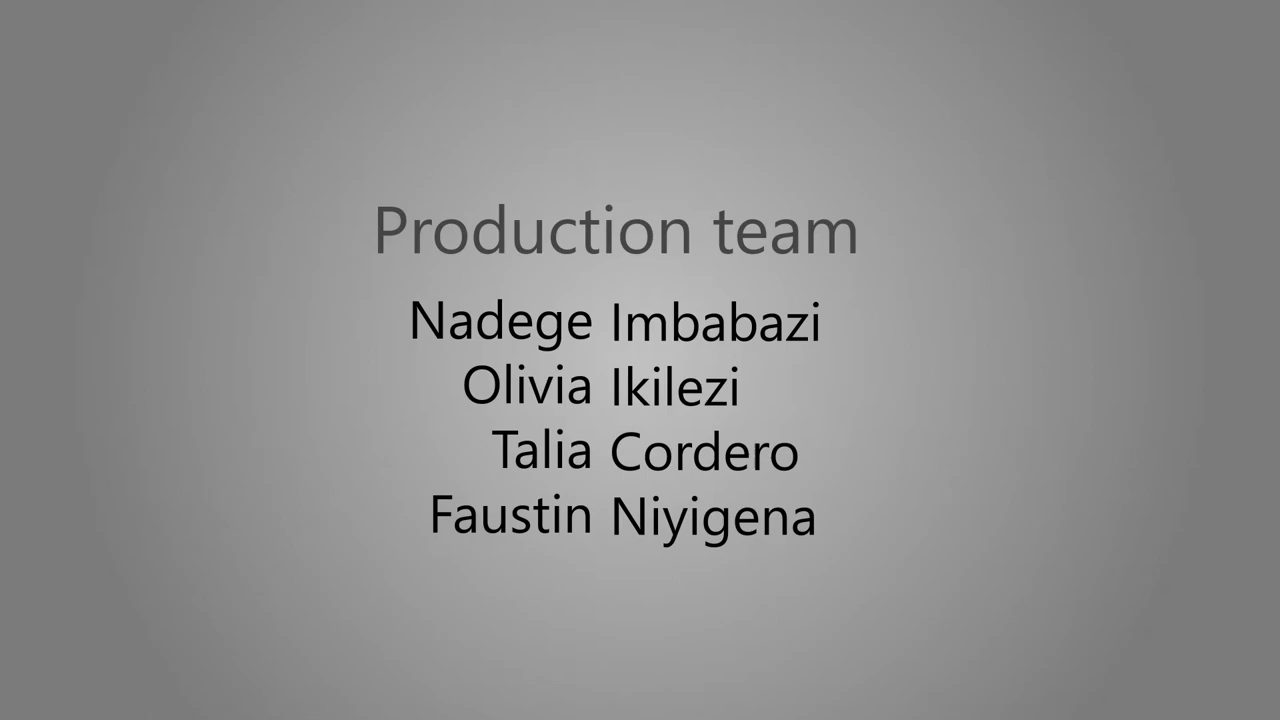 Production team
Nadege Imbabazi
Olivia Ikilezi
Talia Cordero
Faustin Niyigena